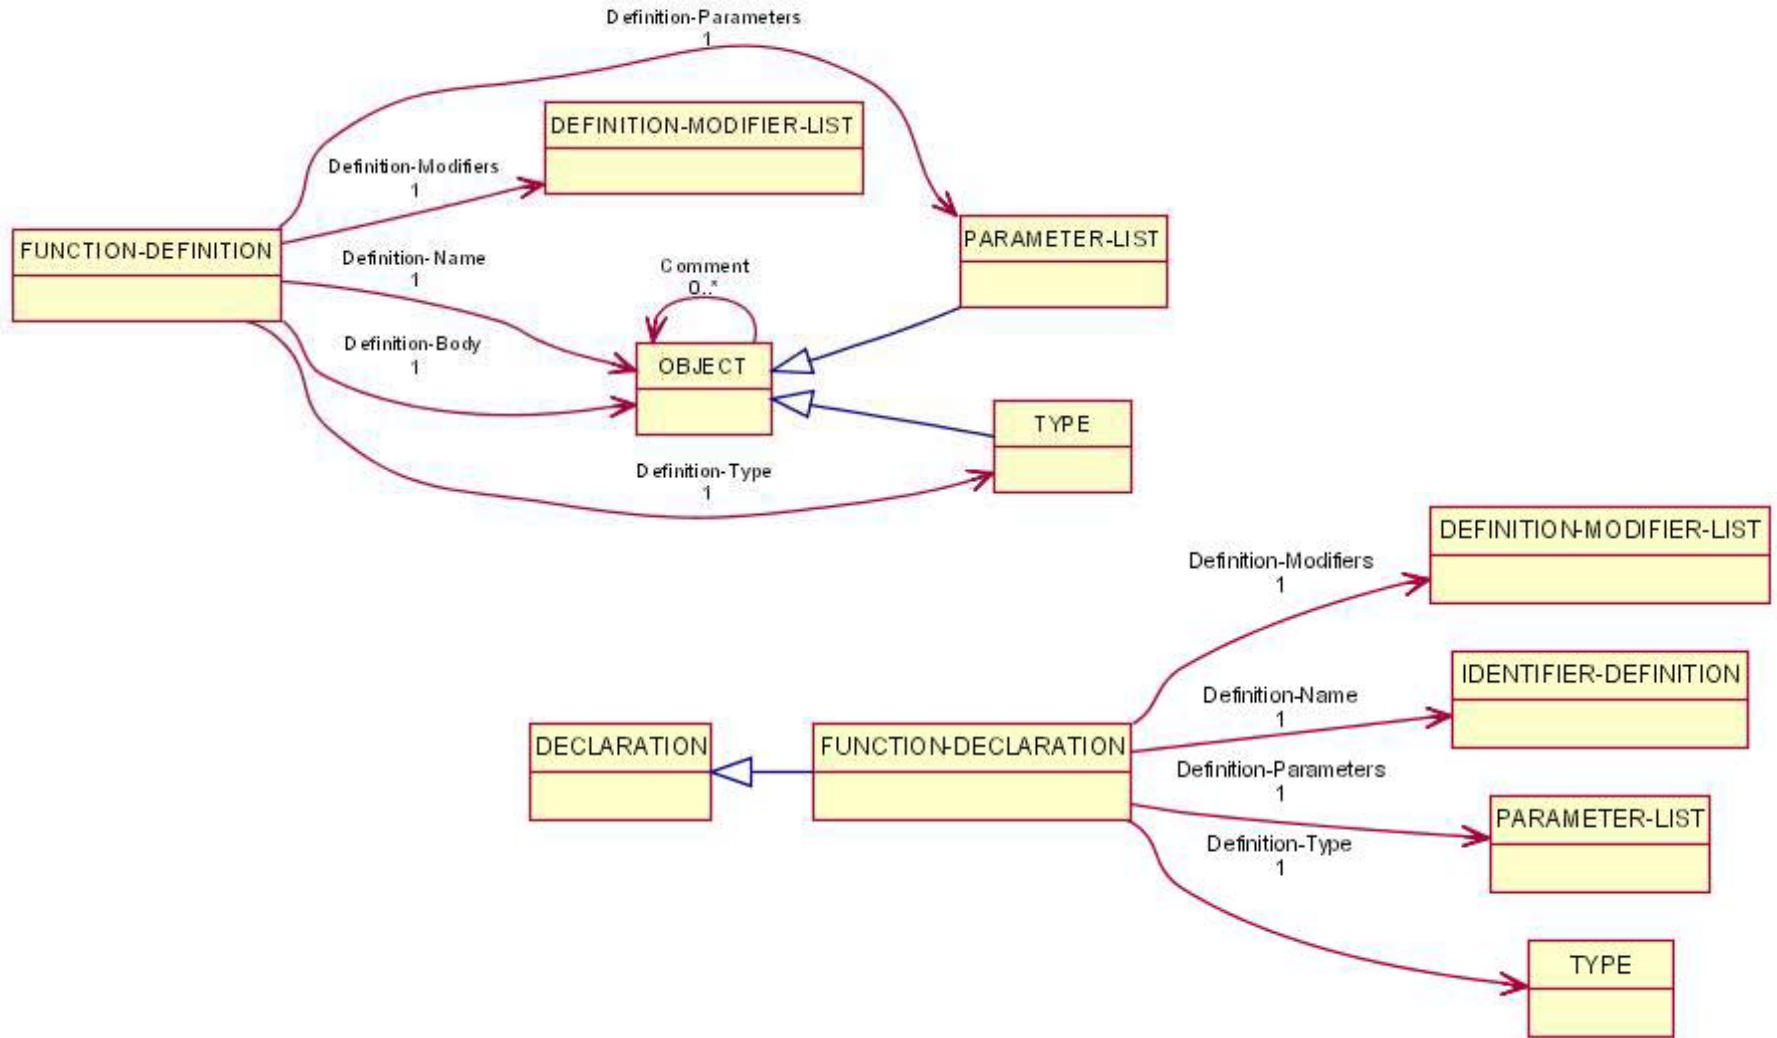 Definition-Parameters
1
DEFINITION-MODIFIER-LIST
Definition-Modifiers
1
PARAMETER-LIST
FUNCTION-DEFINITION
Definition-Name
1
Comment
0..*
Definition-Body
1
OBJECT
TYPE
Definition-Type
1
DEFINITION-MODIFIER-LIST
Definition-Modifiers
1
IDENTIFIER-DEFINITION
Definition-Name
1
DECLARATION
FUNCTION-DECLARATION
Definition-Parameters
1
PARAMETER-LIST
Definition-Type
1
TYPE